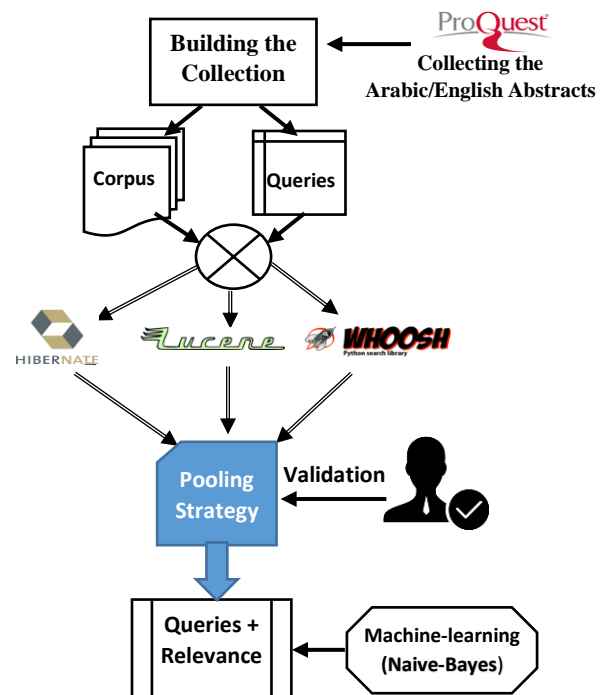 ProQuest
Building the
Collection
Collecting the
Arabic/English Abstracts
Corpus
Queries
HIBERNATE
Lucene
WHOOSH
Python search library
Pooling
Strategy
Validation
Queries +
Relevance
Machine-learning
(Naive-Bayes)